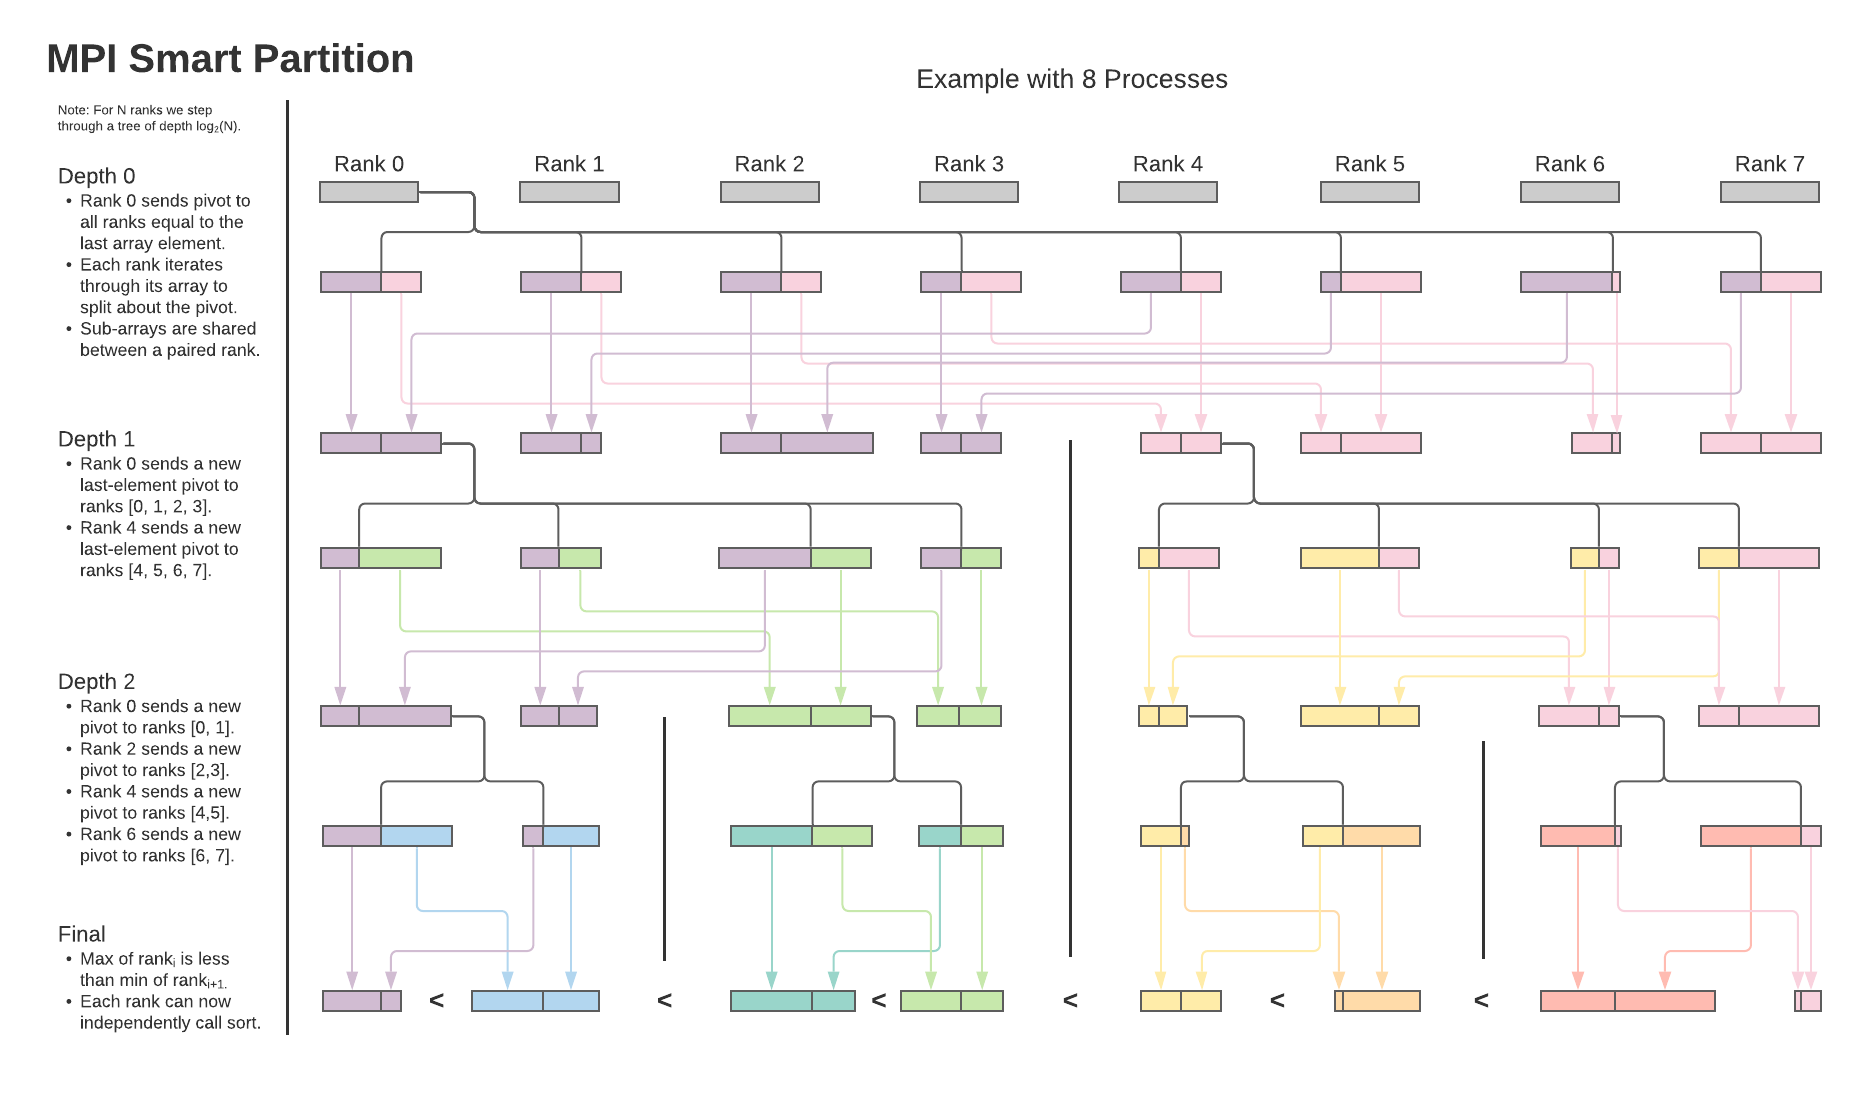 MPI Smart Partition
Example with 8 Processes
Note: For N ranks we step
through a tree of depth log₂(N).
Rank 0 Rank 1 Rank 2 Rank 3 Rank 4 Rank 5 Rank 6 Rank 7
Depth 0
• Rank 0 sends pivot to
all ranks equal to the
last array element.
• Each rank iterates
through its array to
split about the pivot.
• Sub-arrays are shared
between a paired rank.
Depth 1
• Rank 0 sends a new
last-element pivot to
ranks [0, 1, 2, 3].
• Rank 4 sends a new
last-element pivot to
ranks [4, 5, 6, 7].
Depth 2
• Rank 0 sends a new
pivot to ranks [0, 1].
• Rank 2 sends a new
pivot to ranks [2,3].
• Rank 4 sends a new
pivot to ranks [4,5].
• Rank 6 sends a new
pivot to ranks [6, 7].
Final
• Max of rankᵢ is less
than min of rankᵢ₊₁.
• Each rank can now
independently call sort.
< < < < < <